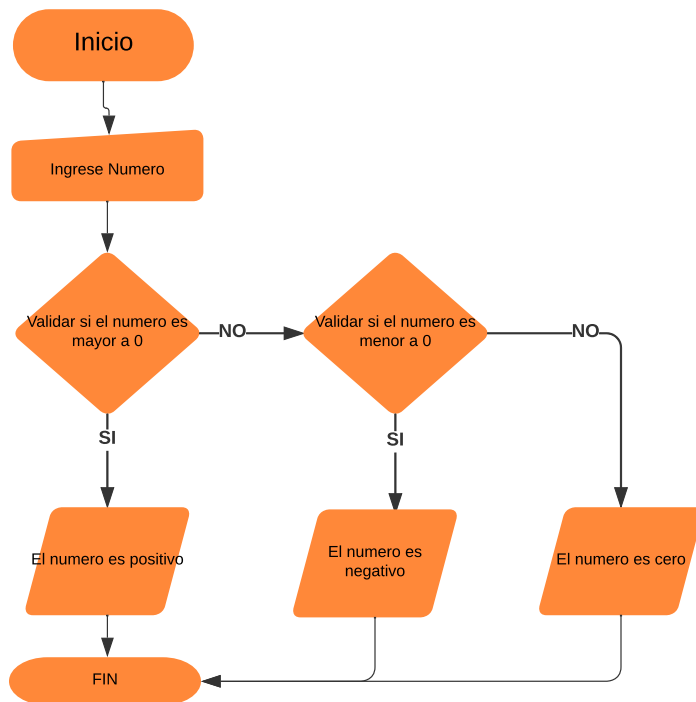 Inicio
Ingrese Numero
Validar si el numero es
mayor a 0
NO
Validar si el numero es
menor a 0
NO
SI
SI
El numero es positivo
El numero es
negativo
El numero es cero
FIN